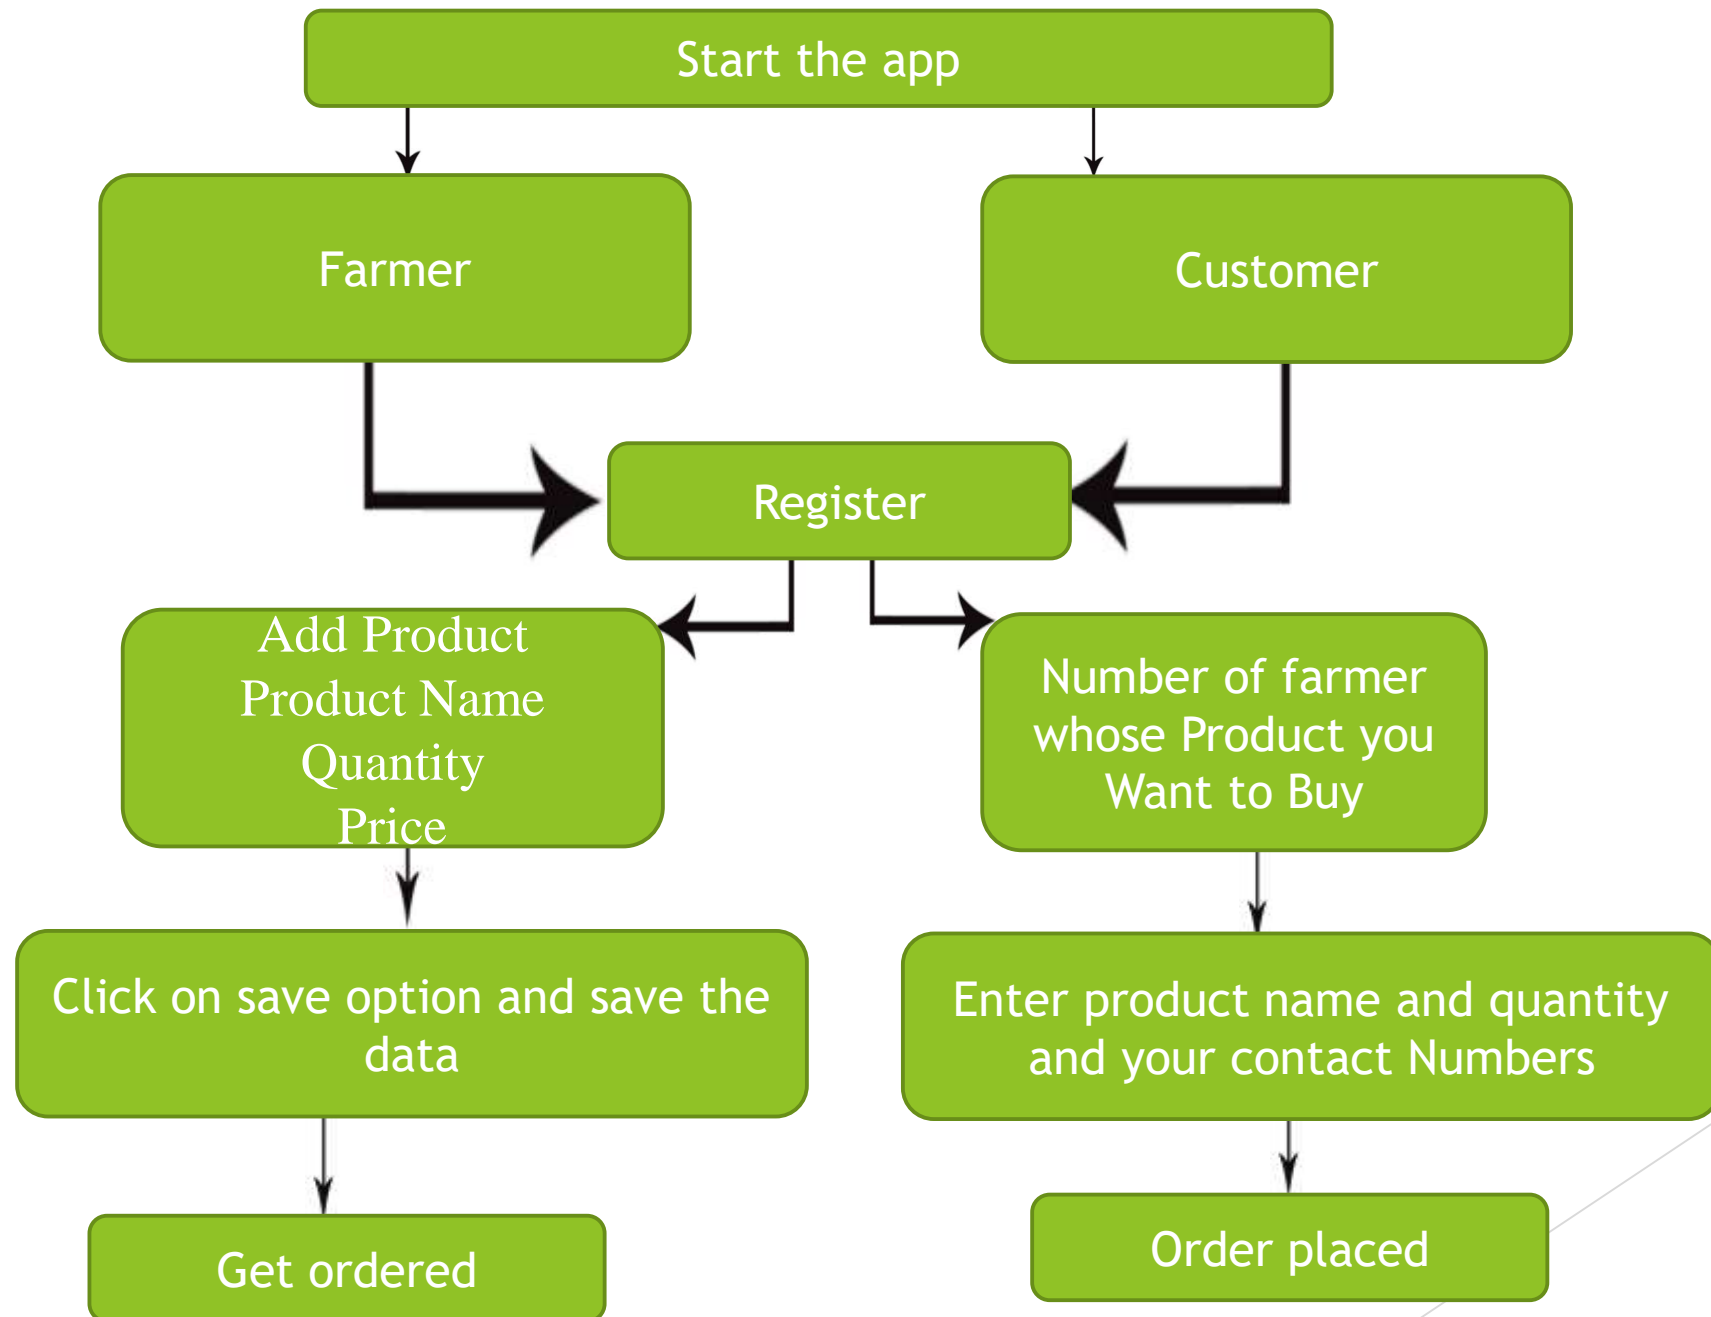 Start the app
Farmer
Customer
Register
Add Product
Product Name
Quantity
Price
Number of farmer
whose Product you
Want to Buy
Click on save option and save the
data
Enter product name and quantity
and your contact Numbers
Get ordered
Order placed